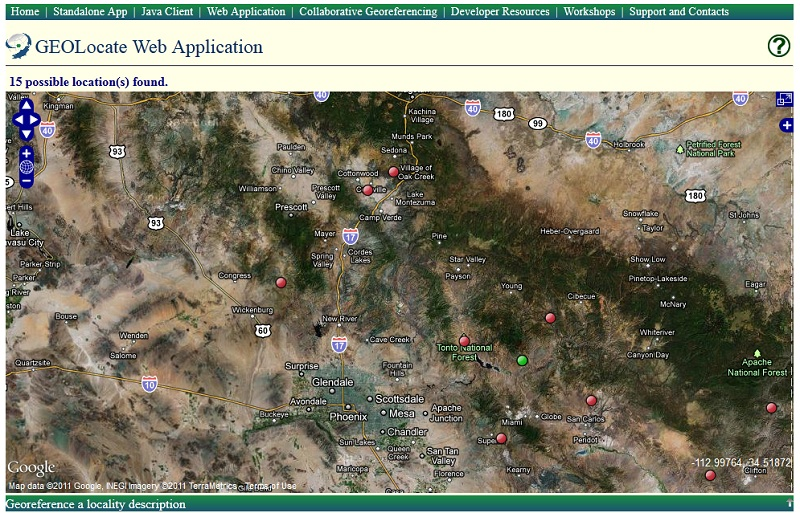 Home | Standalone App | Java Client | Web Application | Collaborative Georeferencing | Developer Resources | Workshops | Support and Contacts
GEOLocate Web Application
?
15 possible location(s) found.
Valley
Kingman
40
40
40
40
40
180
99
Kachina Village
Munds Park
Holbrook
Petrified Forest National Park
93
Paulden
Sedona
Chino Valley
Cottonwood
Village of Oak Creek
Williamson
Prescott Valley
Lake Montezuma
180
5
Prescott
Camp Verde
Snowflake
Taylor
St Johns
93
Lake
Mayer
17
Pine
Heber-Overgaard
Parker Strip
Spring Valley
Cordes Lakes
Star Valley
Show Low
Parker
Congress
Payson
Young
Pinetop-Lakeside
Eagar
Cibecue
McNary
Bouse
Wickenburg
New River
60
Wenden
17
Cave Creek
Whiteriver
Salome
Tonto National Forest
Canyon Day
Apache National Forest
Quartzsite
10
Surprise
Fountain Hills
Glendale
Avondale
Scottsdale
Buckeye
Phoenix
Mesa
Apache Junction
Miami
Globe
San Carlos
Chandler
Sun Lakes
Queen Creek
San Tan Valley
Peridot
Maricopa
Florence
Kearny
-112.99764, 34.51872
Clifton
Google
Map data ©2011 Google, INEGI Imagery ©2011 TerraMetrics - Terms of Use
Georeference a locality description